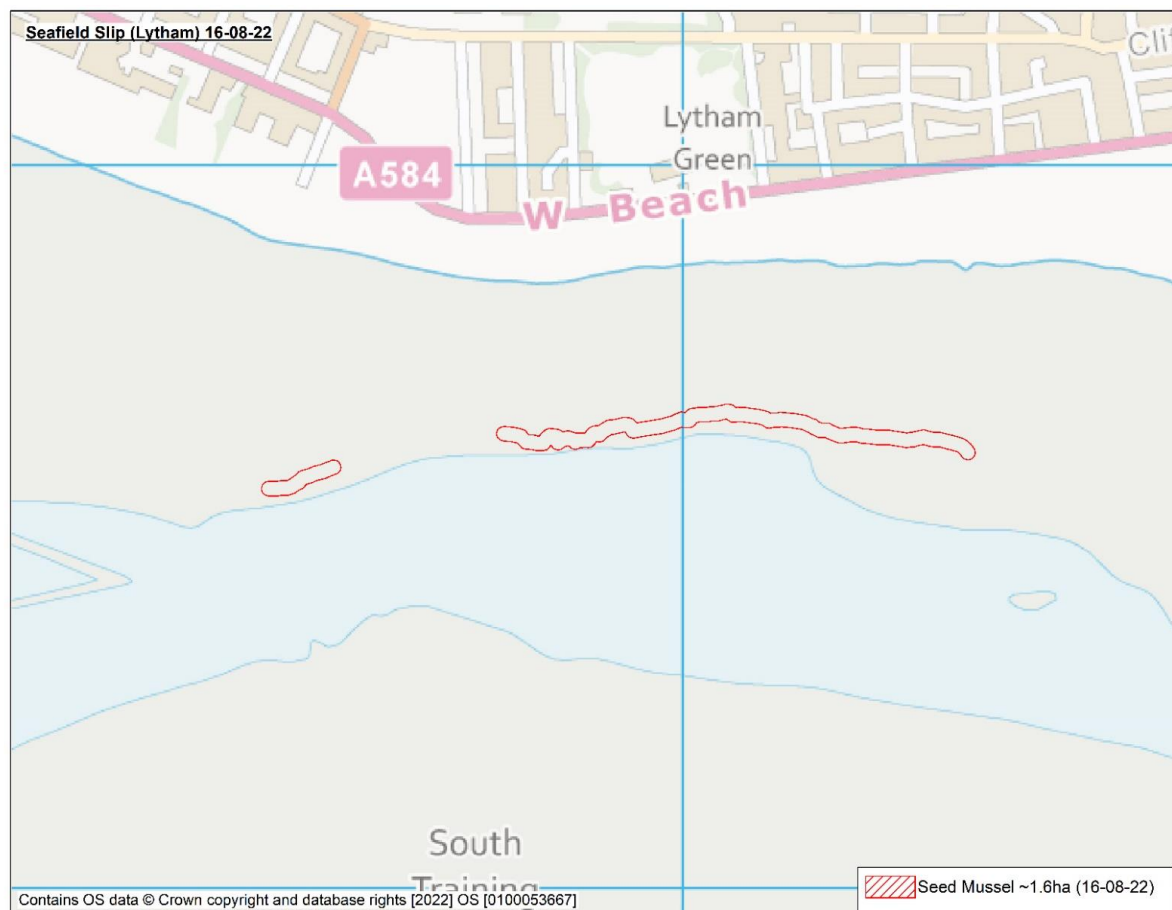 Seafield Slip (Lytham) 16-08-22
Lytham
Green
A584
W Beach
South
Training
Contains OS data © Crown copyright and database rights [2022] OS [0100053667]
Seed Mussel ~1.6ha (16-08-22)